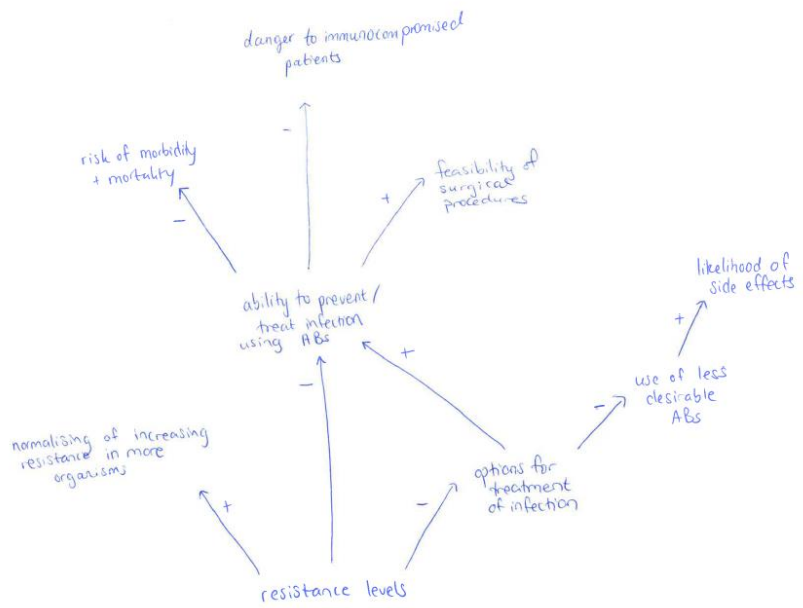 danger to immunocompromised
patients
-
risk of morbidity
+ mortality
-
+
feasibility of
surgical
procedures
likelihood of
side effects
ability to prevent/
treat infection
using ABs
+
+
use of less
desirable
ABs
-
-
normalising of increasing
resistance in more
organisms
options for
treatment
of infection
+
-
resistance levels